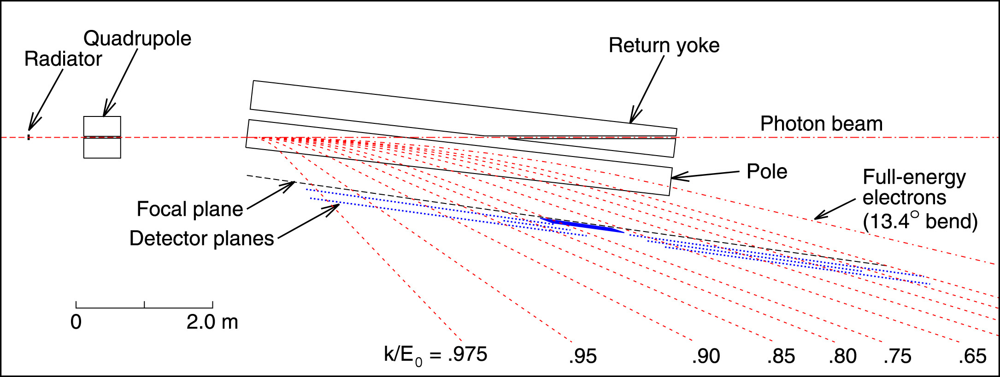 Quadrupole
Radiator
Return yoke
Photon beam
Pole
Full-energy
electrons
(13.4° bend)
Focal plane
Detector planes
0
2.0 m
k/E₀ = .975
.95
.90
.85
.80
.75
.65